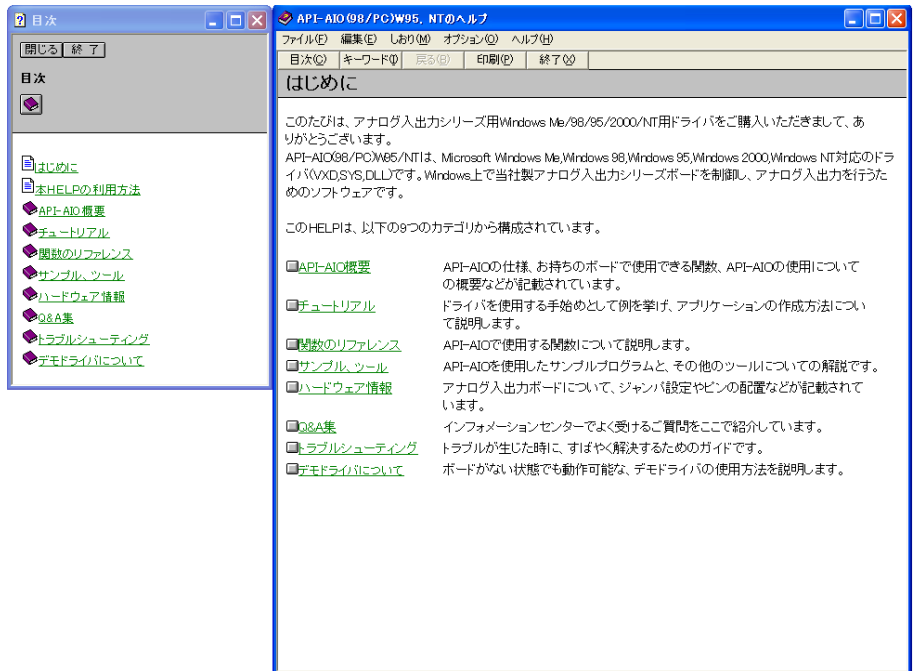 目次
閉じる 終 了
目次
はじめに
本HELPの利用方法
API-AIO概要
チュートリアル
関数のリファレンス
サンプル、ツール
ハードウェア情報
Q&A集
トラブルシューティング
デモドライバについて
API-AIO(98/PC)W95, NTのヘルプ
ファイル(F) 編集(E) しおり(M) オプション(O) ヘルプ(H)
目次(C) キーワード(I) 戻る(B) 印刷(P) 終了(X)
はじめに
このたびは、アナログ入出力シリーズ用Windows Me/98/95/2000/NT用ドライバをご購入いただきまして、あ
りがとうございます。
API-AIO(98/PC)W95/NTは、Microsoft Windows Me,Windows 98,Windows 95,Windows 2000,Windows NT対応のドラ
イバ(VXD,SYS,DLL)です。Windows上で当社製アナログ入出力シリーズボードを制御し、アナログ入出力を行うた
めのソフトウェアです。
このHELPは、以下の9つのカテゴリから構成されています。
API-AIO概要 API-AIOの仕様、お持ちのボードで使用できる関数、API-AIOの使用について
の概要などが記載されています。
チュートリアル ドライバを使用する手始めとして例を挙げ、アプリケーションの作成方法につい
て説明します。
関数のリファレンス API-AIOで使用する関数について説明します。
サンプル、ツール API-AIOを使用したサンプルプログラムと、その他のツールについての解説です。
ハードウェア情報 アナログ入出力ボードについて、ジャンパ設定やピンの配置などが記載されて
います。
Q&A集 インフォメーションセンターでよく受けるご質問をここで紹介しています。
トラブルシューティング トラブルが生じた時に、すばやく解決するためのガイドです。
デモドライバについて ボードがない状態でも動作可能な、デモドライバの使用方法を説明します。